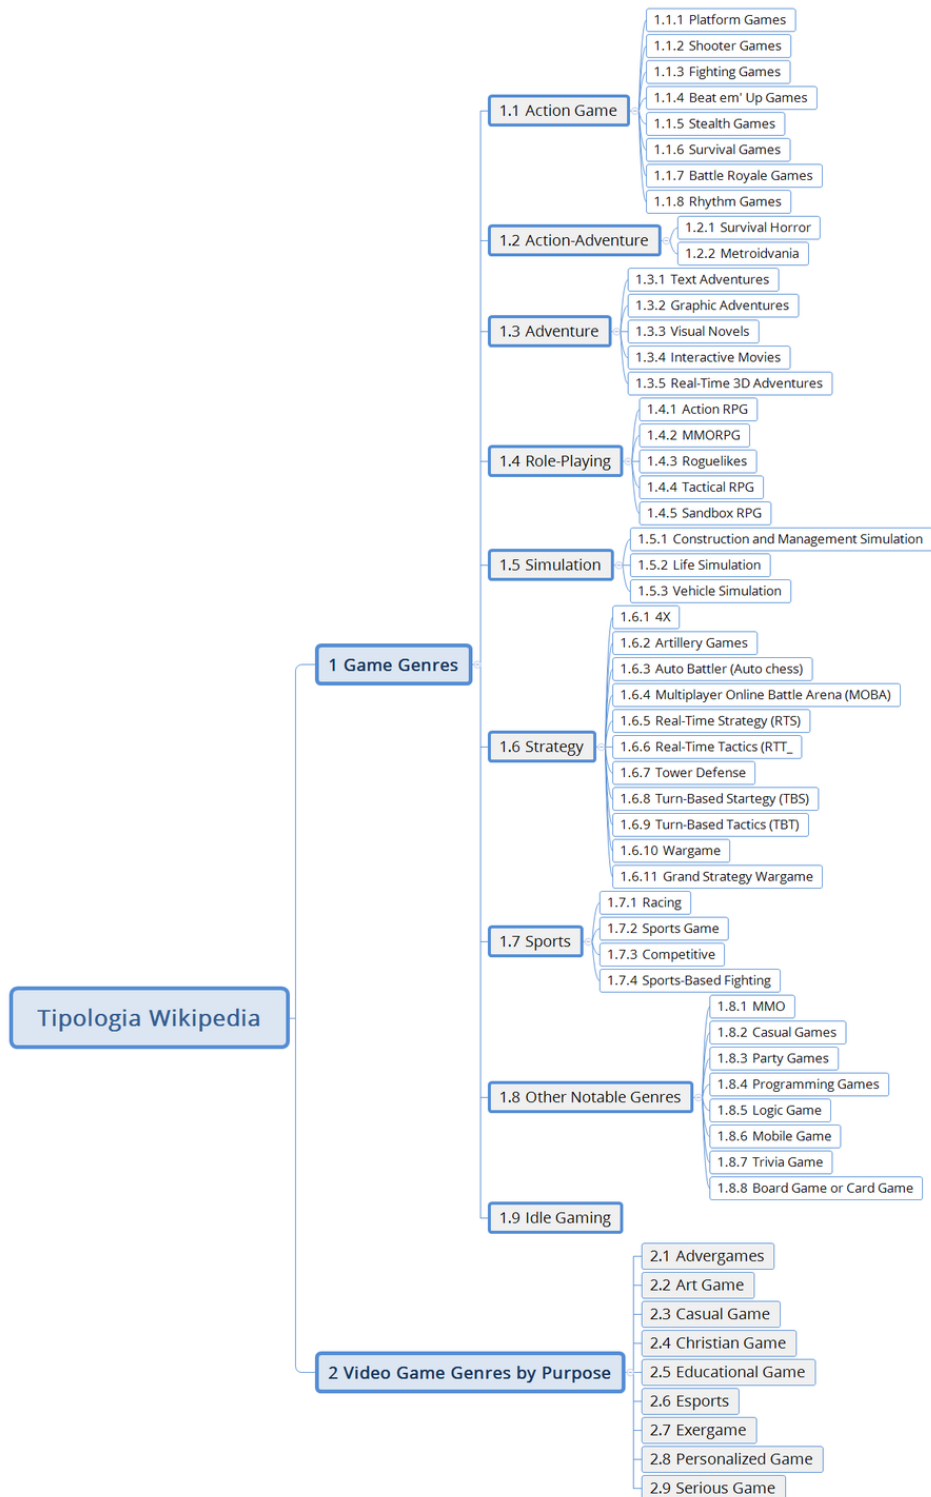 Tipologia Wikipedia
1 Game Genres
1.1 Action Game
1.1.1 Platform Games
1.1.2 Shooter Games
1.1.3 Fighting Games
1.1.4 Beat em' Up Games
1.1.5 Stealth Games
1.1.6 Survival Games
1.1.7 Battle Royale Games
1.1.8 Rhythm Games
1.2 Action-Adventure
1.2.1 Survival Horror
1.2.2 Metroidvania
1.3 Adventure
1.3.1 Text Adventures
1.3.2 Graphic Adventures
1.3.3 Visual Novels
1.3.4 Interactive Movies
1.3.5 Real-Time 3D Adventures
1.4 Role-Playing
1.4.1 Action RPG
1.4.2 MMORPG
1.4.3 Roguelikes
1.4.4 Tactical RPG
1.4.5 Sandbox RPG
1.5 Simulation
1.5.1 Construction and Management Simulation
1.5.2 Life Simulation
1.5.3 Vehicle Simulation
1.6 Strategy
1.6.1 4X
1.6.2 Artillery Games
1.6.3 Auto Battler (Auto chess)
1.6.4 Multiplayer Online Battle Arena (MOBA)
1.6.5 Real-Time Strategy (RTS)
1.6.6 Real-Time Tactics (RTT_
1.6.7 Tower Defense
1.6.8 Turn-Based Startegy (TBS)
1.6.9 Turn-Based Tactics (TBT)
1.6.10 Wargame
1.6.11 Grand Strategy Wargame
1.7 Sports
1.7.1 Racing
1.7.2 Sports Game
1.7.3 Competitive
1.7.4 Sports-Based Fighting
1.8 Other Notable Genres
1.8.1 MMO
1.8.2 Casual Games
1.8.3 Party Games
1.8.4 Programming Games
1.8.5 Logic Game
1.8.6 Mobile Game
1.8.7 Trivia Game
1.8.8 Board Game or Card Game
1.9 Idle Gaming
2 Video Game Genres by Purpose
2.1 Advergames
2.2 Art Game
2.3 Casual Game
2.4 Christian Game
2.5 Educational Game
2.6 Esports
2.7 Exergame
2.8 Personalized Game
2.9 Serious Game